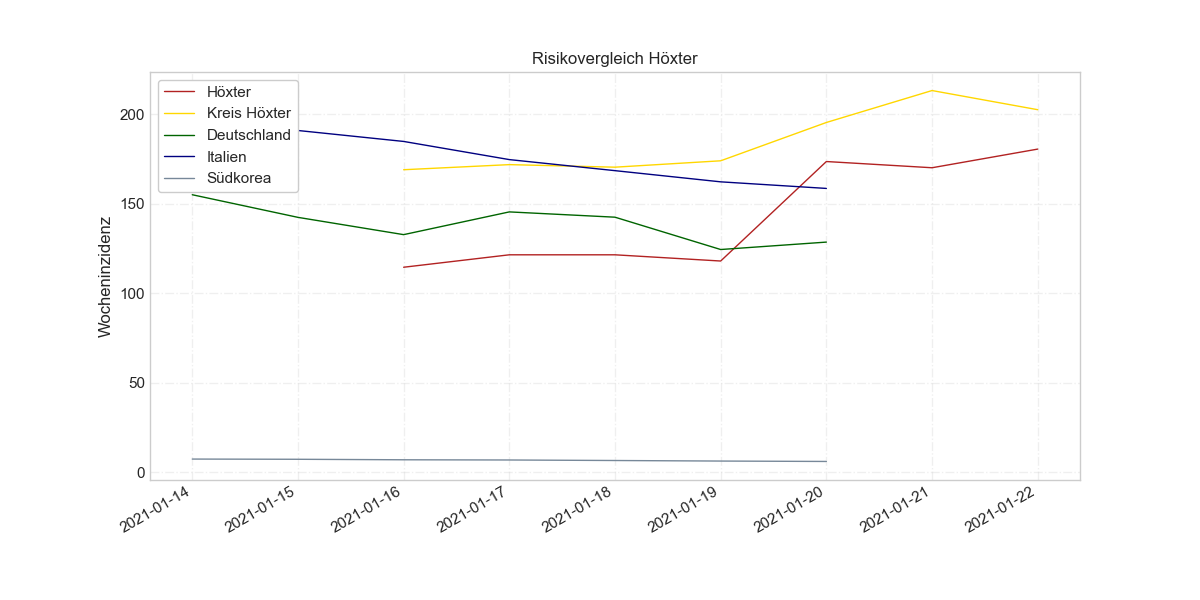 Risikovergleich Höxter
Höxter
Kreis Höxter
Deutschland
Italien
Südkorea
Wocheninzidenz
200
150
100
50
0
2021-01-14
2021-01-15
2021-01-16
2021-01-17
2021-01-18
2021-01-19
2021-01-20
2021-01-21
2021-01-22